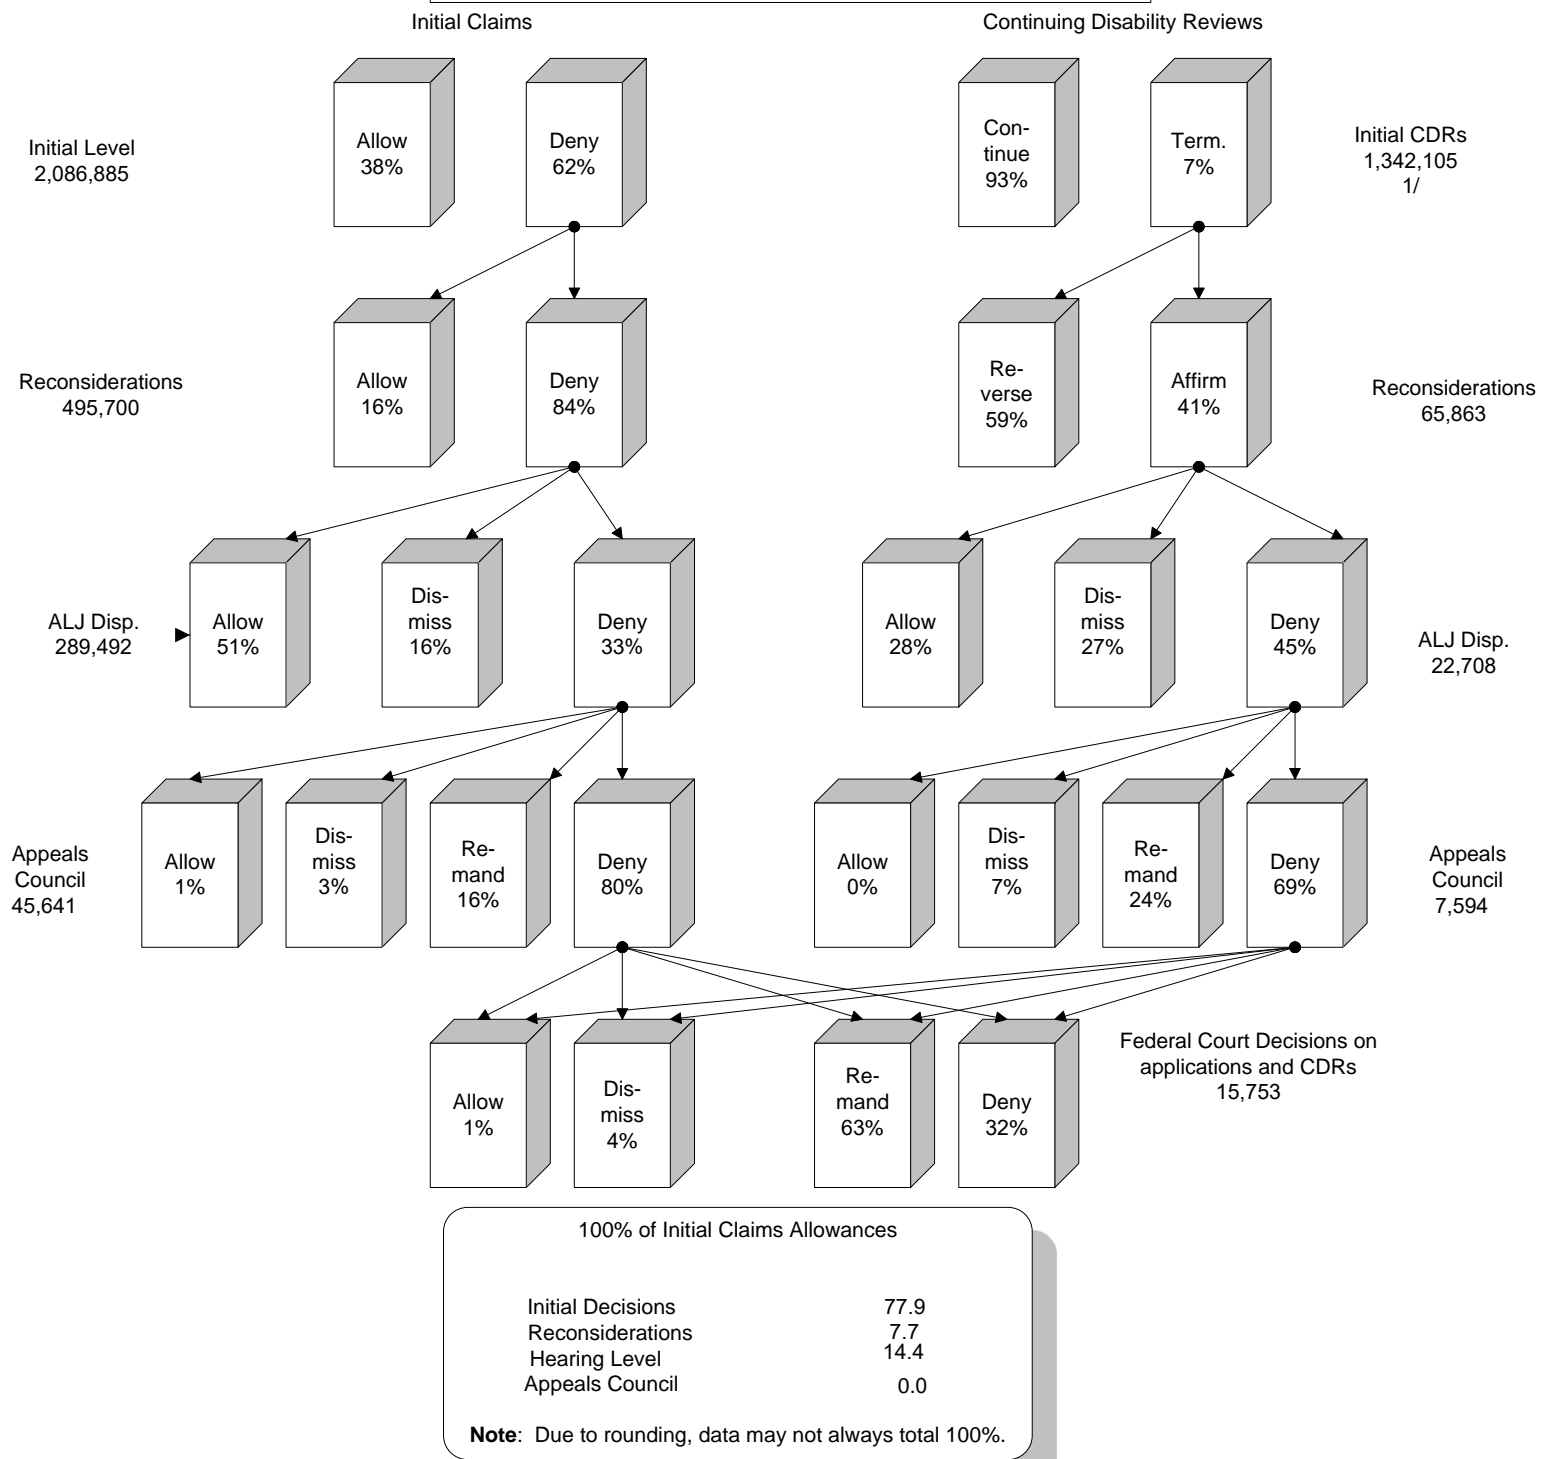 Initial Claims
Continuing Disability Reviews
Initial Level
2,086,885
Allow
38%
Deny
62%
Con-
tinue
93%
Term.
7%
Initial CDRs
1,342,105
1/
Reconsiderations
495,700
Allow
16%
Deny
84%
Re-
verse
59%
Affirm
41%
Reconsiderations
65,863
ALJ Disp.
289,492
Allow
51%
Dis-
miss
16%
Deny
33%
Allow
28%
Dis-
miss
27%
Deny
45%
ALJ Disp.
22,708
Appeals
Council
45,641
Allow
1%
Dis-
miss
3%
Re-
mand
16%
Deny
80%
Allow
0%
Dis-
miss
7%
Re-
mand
24%
Deny
69%
Appeals
Council
7,594
Allow
1%
Dis-
miss
4%
Re-
mand
63%
Deny
32%
Federal Court Decisions on
applications and CDRs
15,753
100% of Initial Claims Allowances
Initial Decisions 77.9
Reconsiderations 7.7
Hearing Level 14.4
Appeals Council 0.0
Note: Due to rounding, data may not always total 100%.